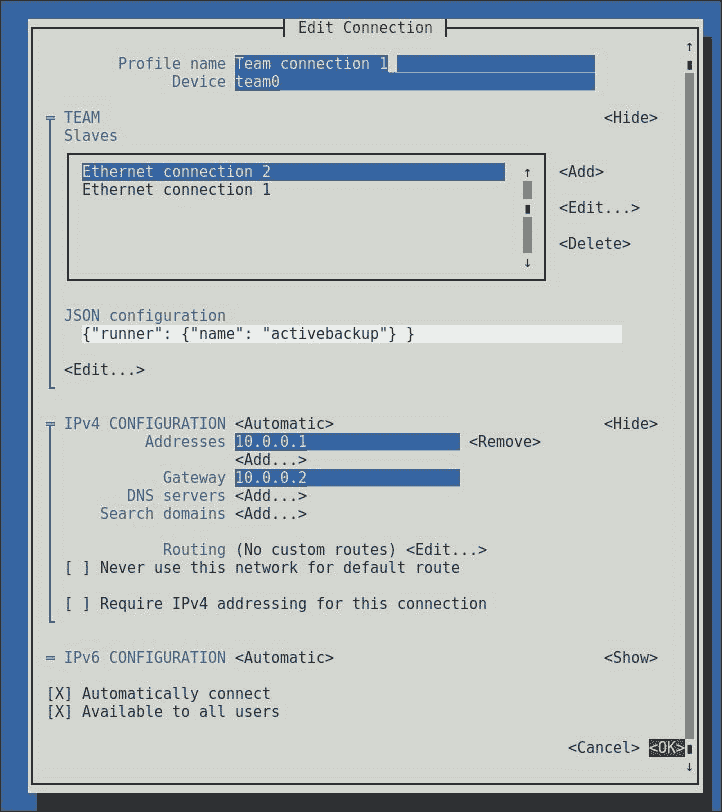 Edit Connection
Profile name Team connection 1
Device team0
TEAM <Hide>
Slaves
Ethernet connection 2 <Add>
Ethernet connection 1
<Edit...>
<Delete>
JSON configuration
{"runner": {"name": "activebackup"} }
<Edit...>
IPv4 CONFIGURATION <Automatic> <Hide>
Addresses 10.0.0.1 <Remove>
<Add...>
Gateway 10.0.0.2
DNS servers <Add...>
Search domains <Add...>
Routing (No custom routes) <Edit...>
[ ] Never use this network for default route
[ ] Require IPv4 addressing for this connection
IPv6 CONFIGURATION <Automatic> <Show>
[X] Automatically connect
[X] Available to all users
<Cancel> <OK>